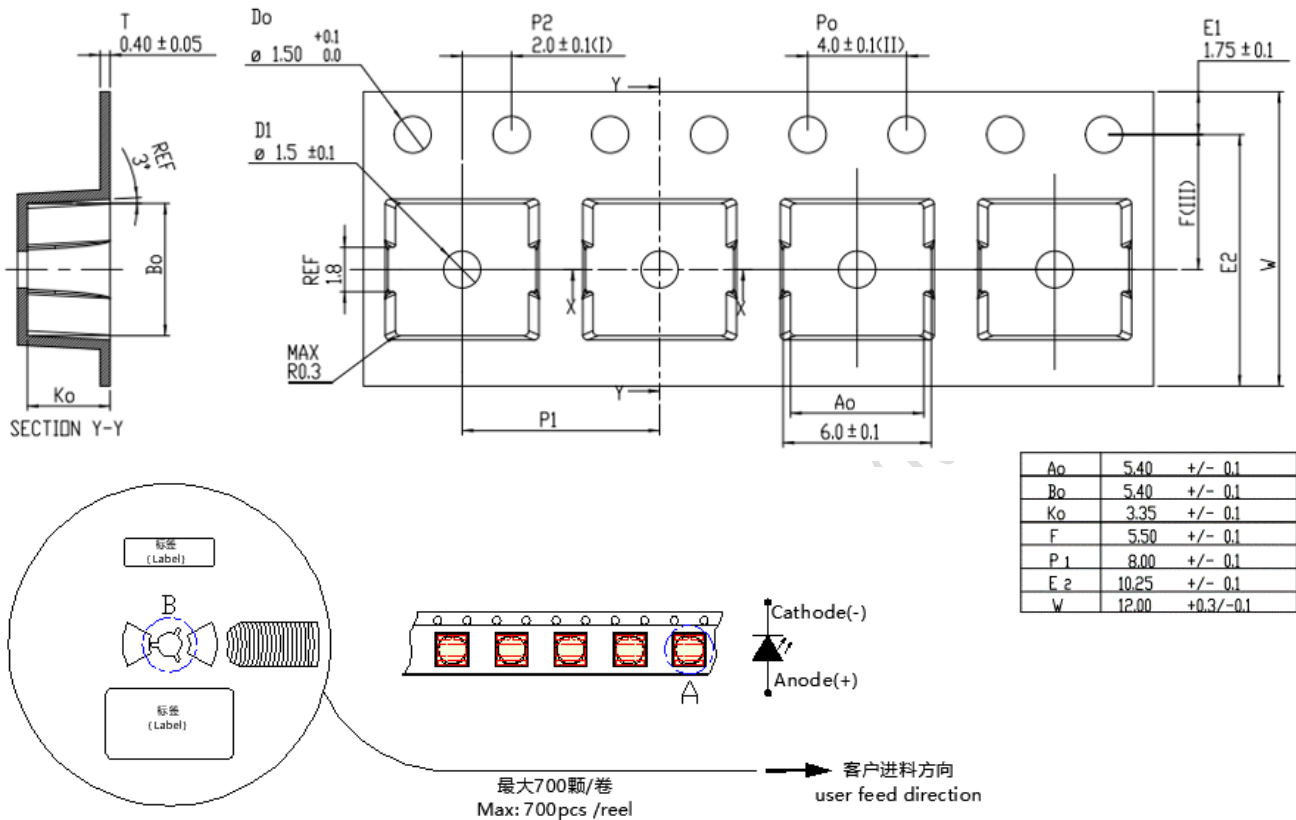 T
0.40 ± 0.05
Do
ø 1.50 +0.1 0.0
P2
2.0 ± 0.1(I)
Po
4.0 ± 0.1(II)
E1
1.75 ± 0.1
Y
D1
ø 1.5 ±0.1
REF
3°
Bo
REF
1.8
X
X
F(III)
E2
W
MAX
R0.3
Ko
Y
Ao
P1
6.0 ± 0.1
SECTION Y-Y
Ao 5.40 +/- 0.1
Bo 5.40 +/- 0.1
Ko 3.35 +/- 0.1
F 5.50 +/- 0.1
P 1 8.00 +/- 0.1
E 2 10.25 +/- 0.1
W 12.00 +0.3/-0.1
标签
(Label)
B
标签
(Label)
A
Cathode(-)
Anode(+)
最大700颗/卷
Max: 700pcs /reel
客户进料方向
user feed direction